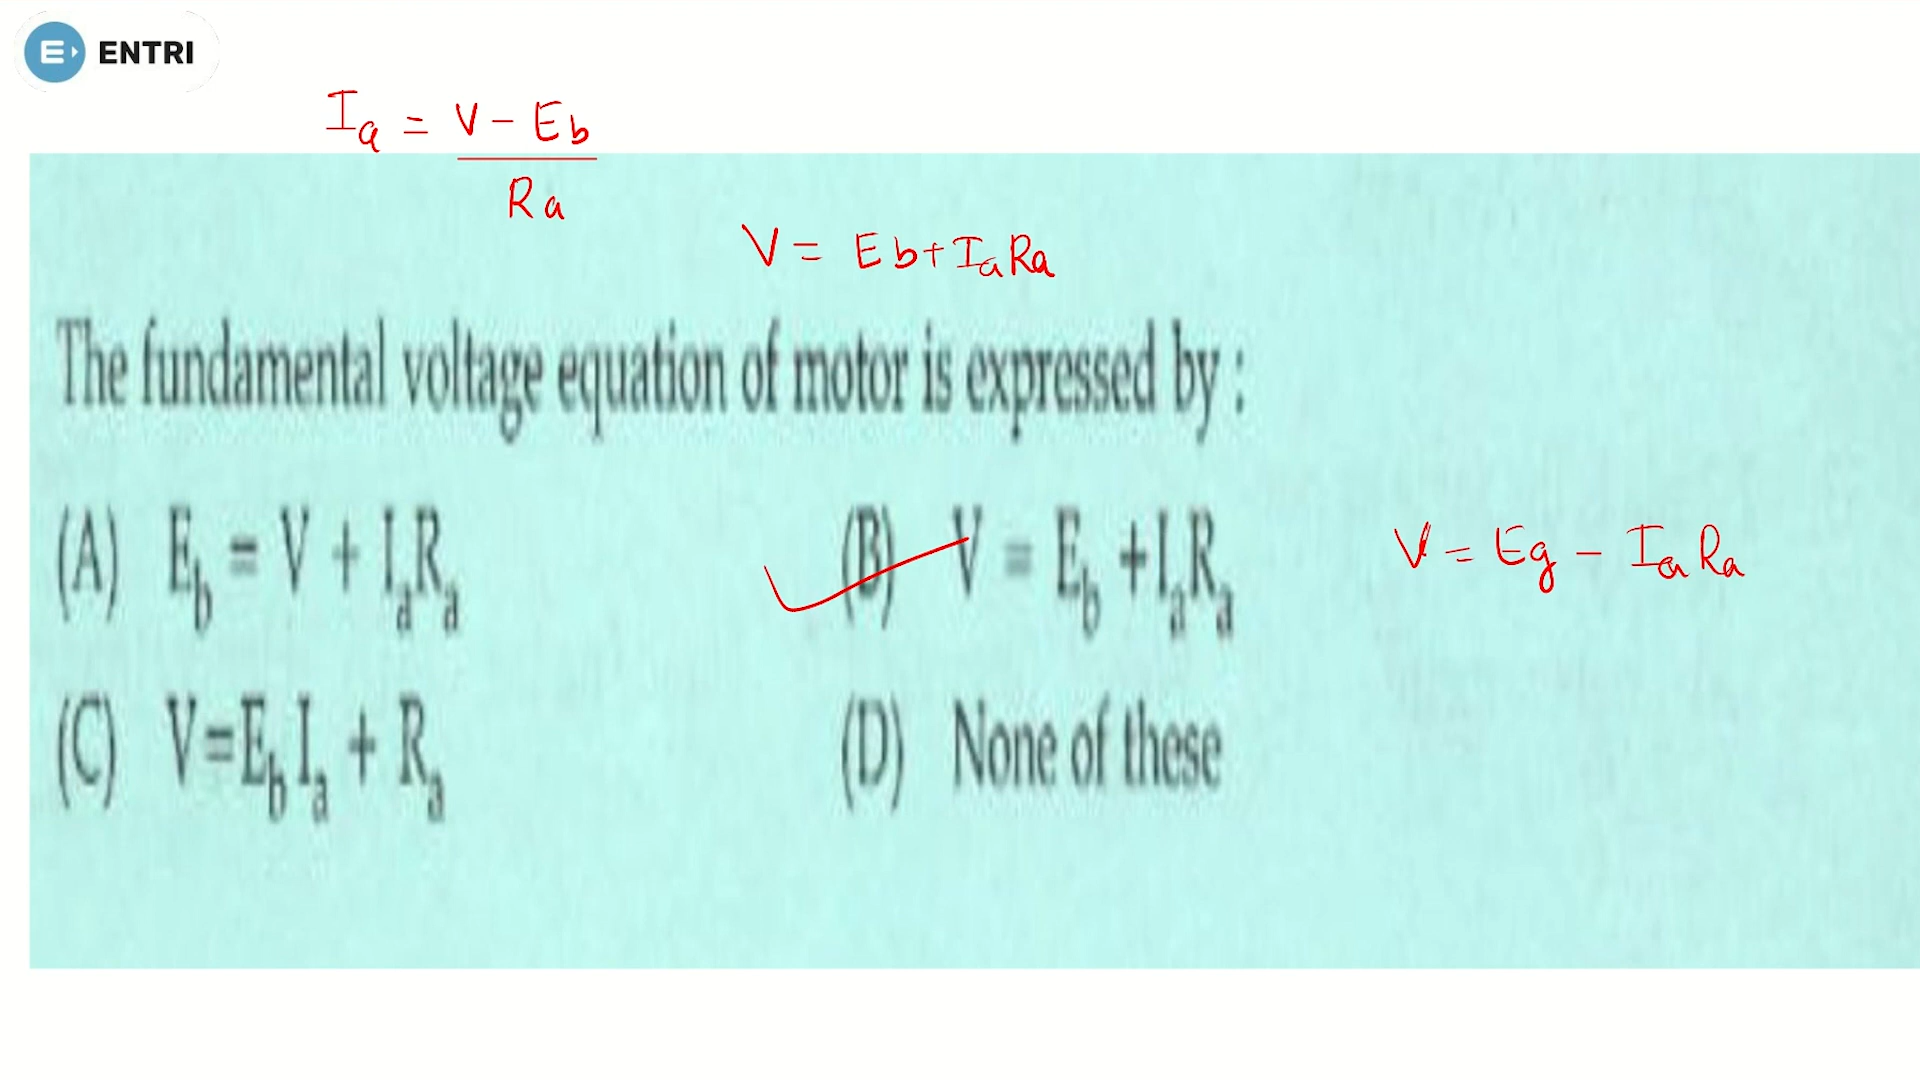 ENTRI
Ia = V - Eb
Ra
V = Eb + IaRa
The fundamental voltage equation of motor is expressed by :
(A) Eb = V + IaRa (B) V = Eb + IaRa V = Eg - IaRa
(C) V=EbIa + Ra (D) None of these